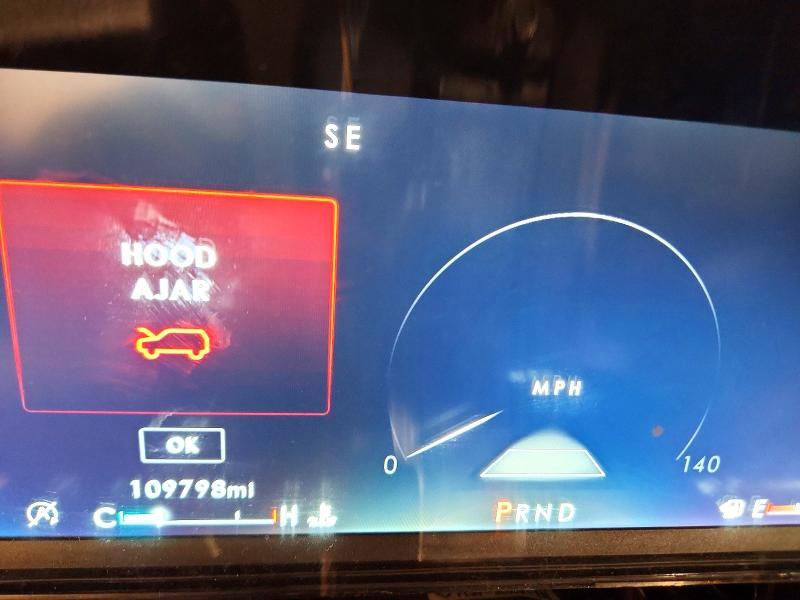 SE
HOOD
AJAR
OK
MPH
0
140
109798mi
C H
PRND
E